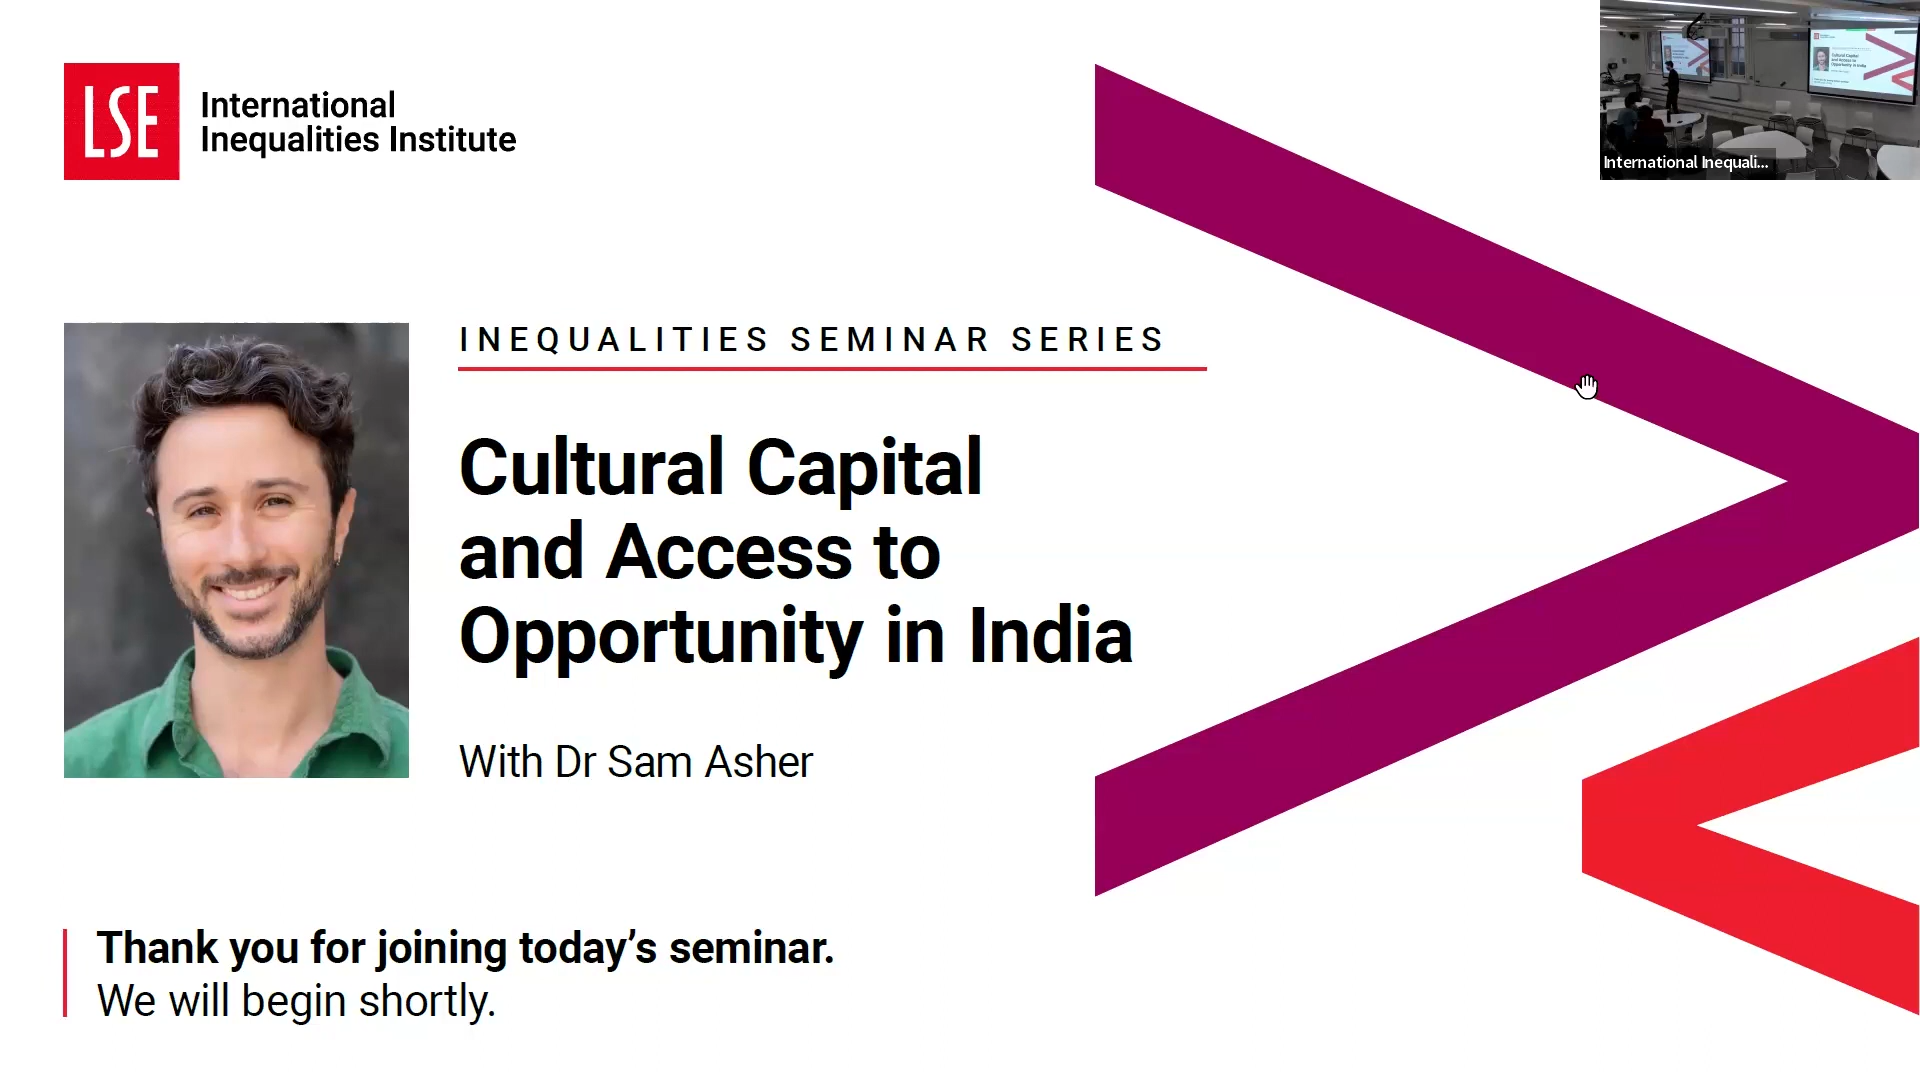 LSE
International
Inequalities Institute
International Inequali...
INEQUALITIES SEMINAR SERIES
Cultural Capital
and Access to
Opportunity in India
With Dr Sam Asher
Thank you for joining today’s seminar.
We will begin shortly.